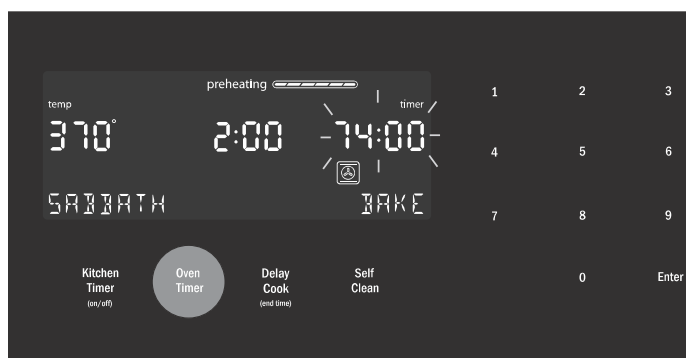 preheating
temp
timer
370°
2:00
74:00
SABBATH
BAKE
Kitchen
Timer
(on/off)
Oven
Timer
Delay
Cook
(end time)
Self
Clean
1 2 3
4 5 6
7 8 9
0 Enter